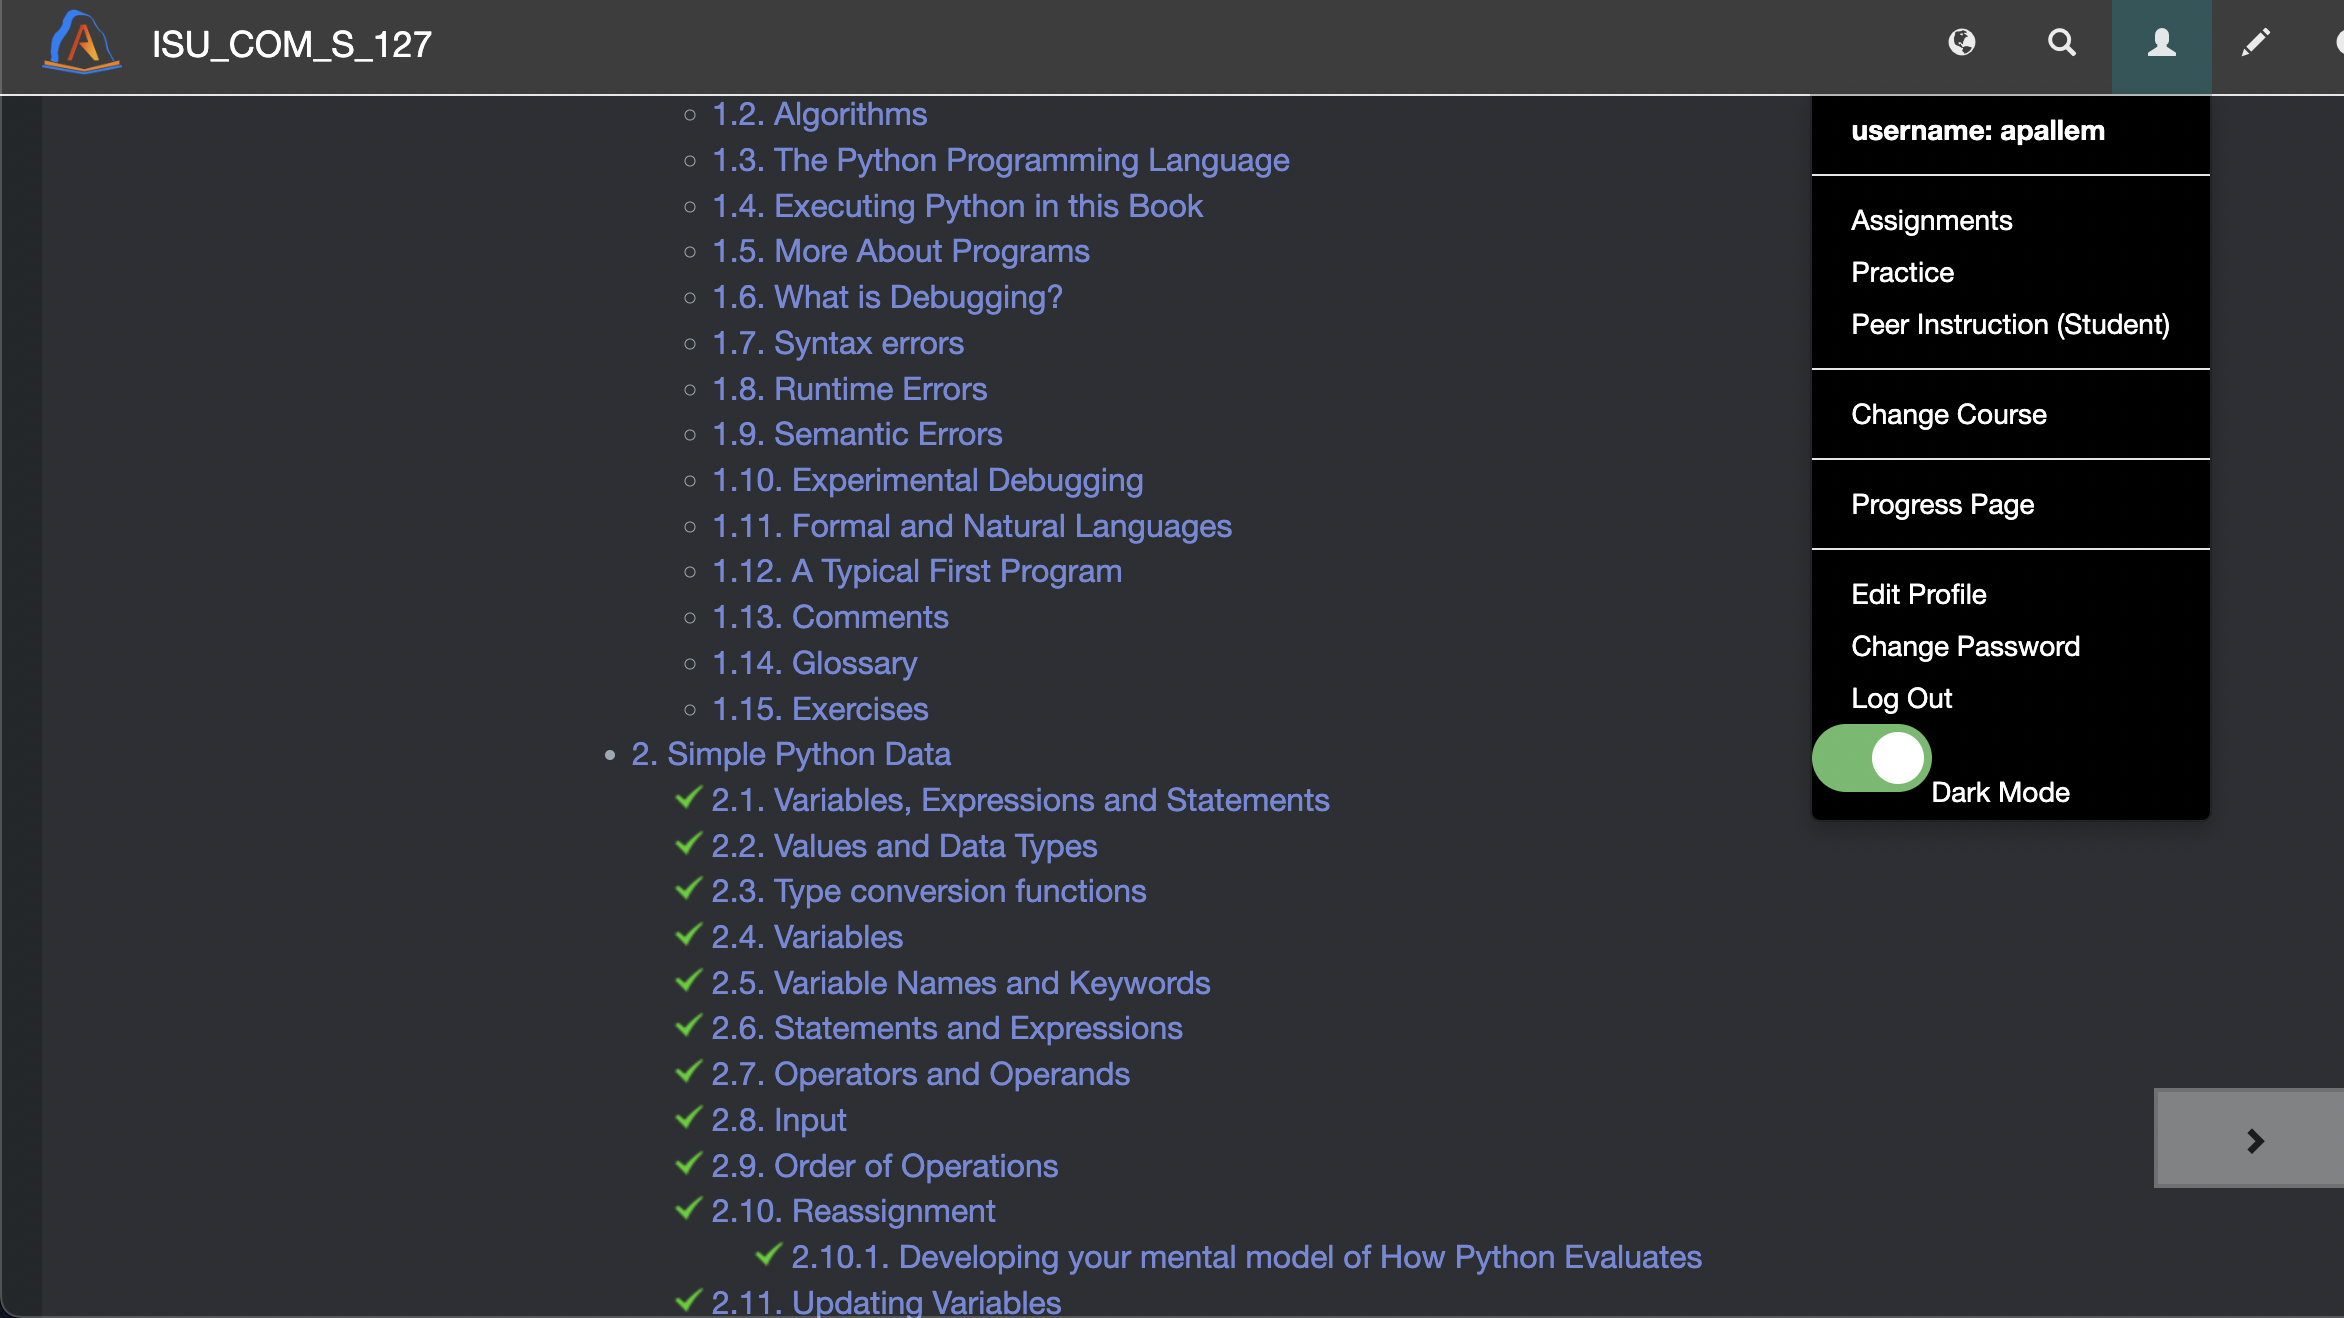 ISU_COM_S_127
1.2. Algorithms
1.3. The Python Programming Language
1.4. Executing Python in this Book
1.5. More About Programs
1.6. What is Debugging?
1.7. Syntax errors
1.8. Runtime Errors
1.9. Semantic Errors
1.10. Experimental Debugging
1.11. Formal and Natural Languages
1.12. A Typical First Program
1.13. Comments
1.14. Glossary
1.15. Exercises
2. Simple Python Data
2.1. Variables, Expressions and Statements
2.2. Values and Data Types
2.3. Type conversion functions
2.4. Variables
2.5. Variable Names and Keywords
2.6. Statements and Expressions
2.7. Operators and Operands
2.8. Input
2.9. Order of Operations
2.10. Reassignment
2.10.1. Developing your mental model of How Python Evaluates
2.11. Updating Variables
username: apallem
Assignments
Practice
Peer Instruction (Student)
Change Course
Progress Page
Edit Profile
Change Password
Log Out
Dark Mode